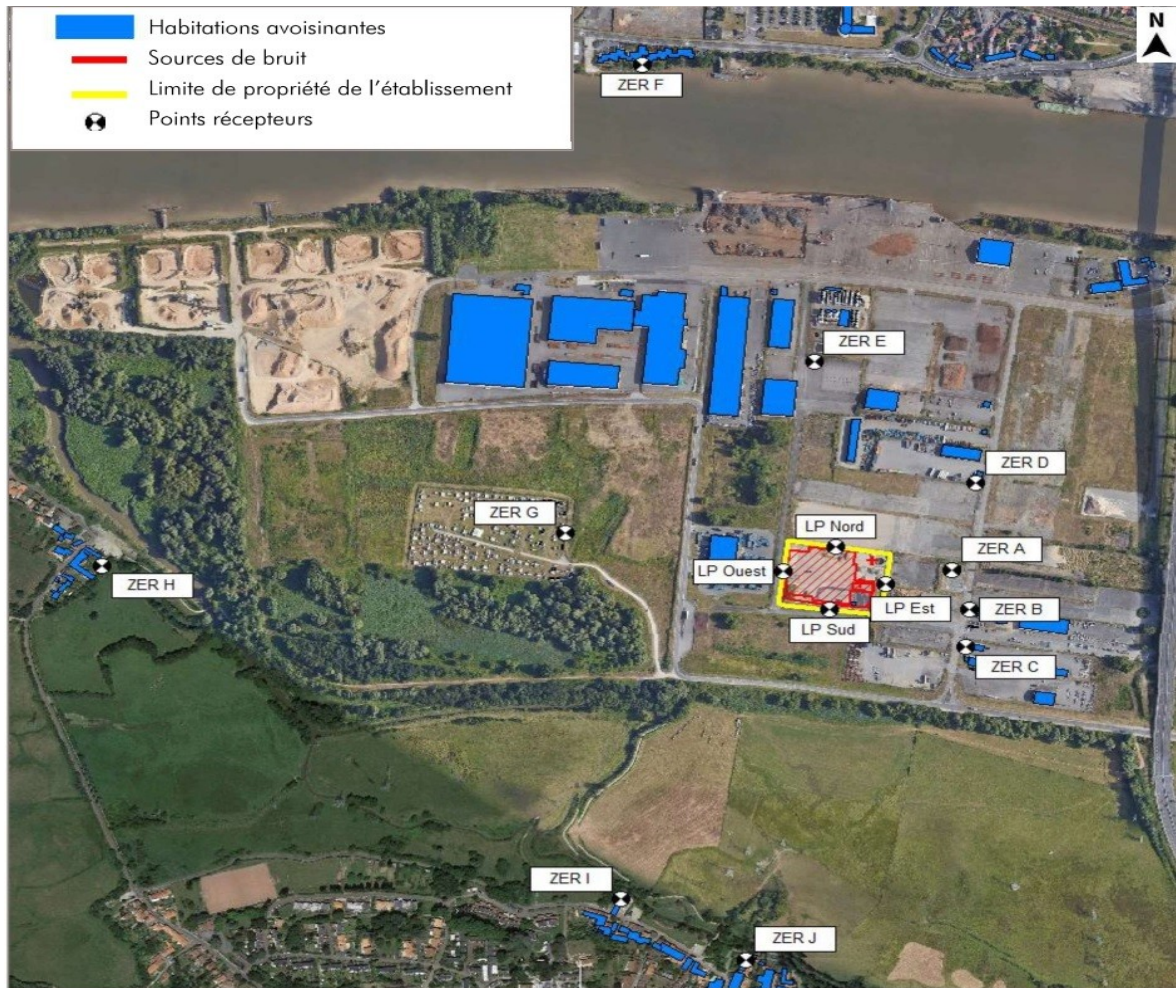 Habitations avoisinantes
Sources de bruit
Limite de propriété de l'établissement
Points récepteurs
N
ZER F
ZER E
ZER D
ZER G
LP Nord
ZER A
ZER H
LP Ouest
LP Est
ZER B
LP Sud
ZER C
ZER I
ZER J